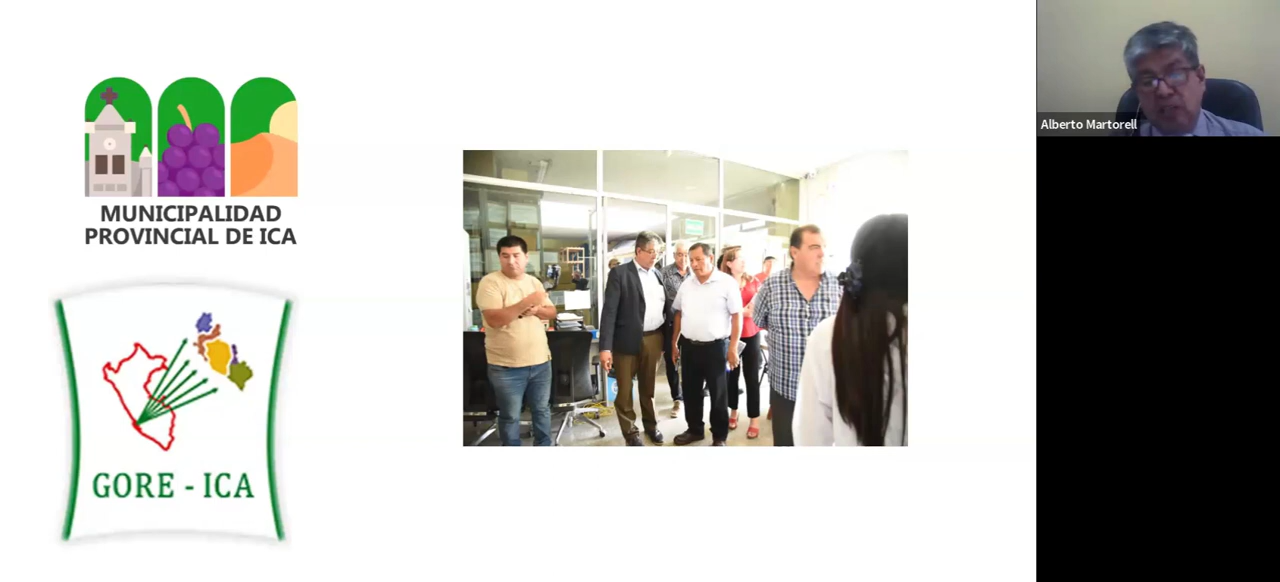 MUNICIPALIDAD
PROVINCIAL DE ICA
GORE - ICA
Alberto Martorell